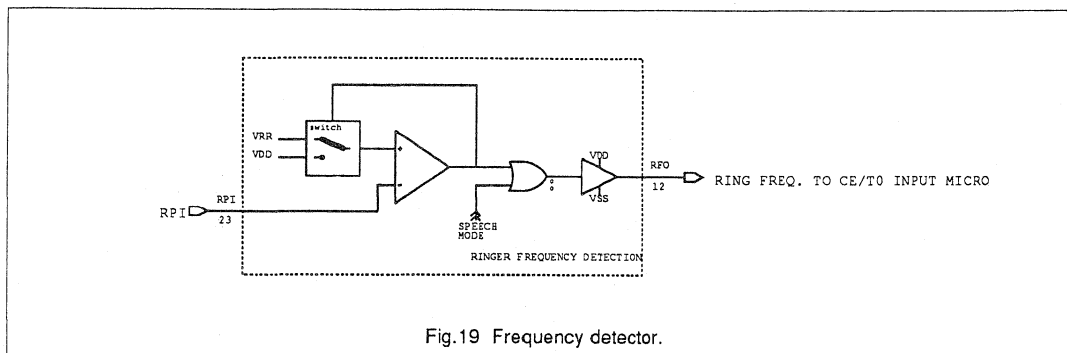 switch
VRR
VDD
RPI
RPI
23
SPEECH
MODE
VDD
VSS
RFO
12
RING FREQ. TO CE/T0 INPUT MICRO
RINGER FREQUENCY DETECTION
Fig.19 Frequency detector.